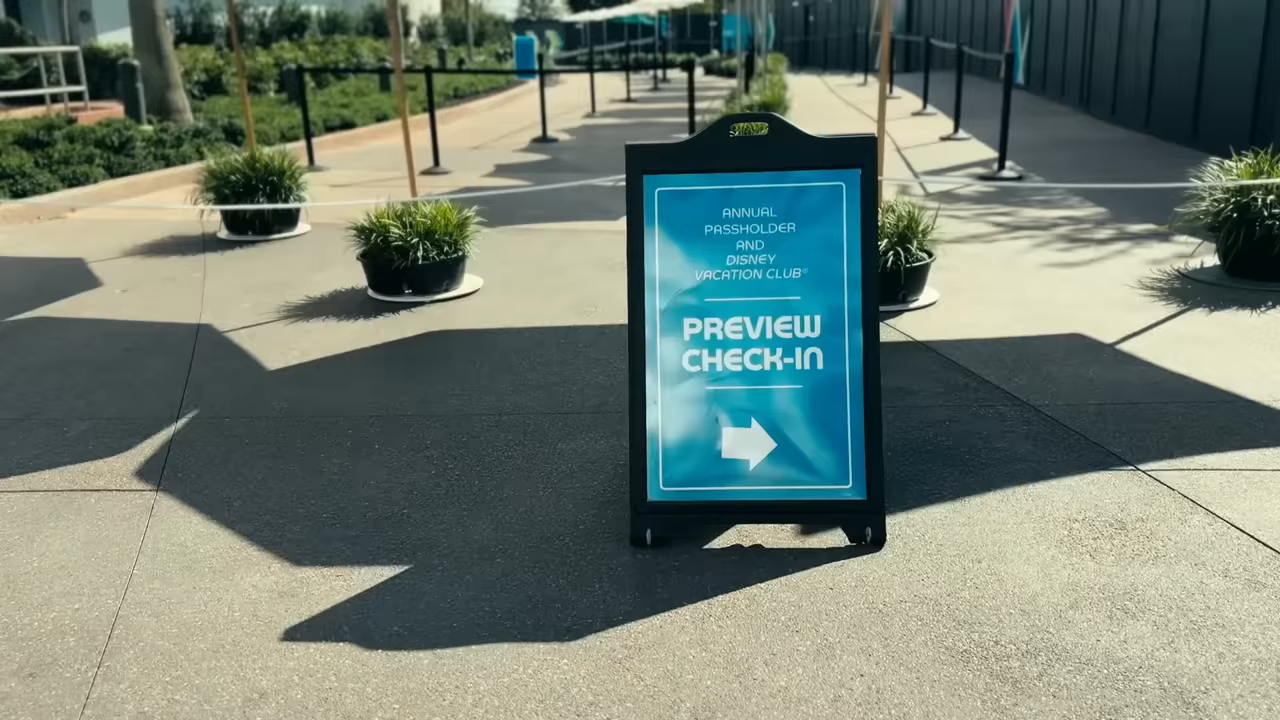 ANNUAL
PASSHOLDER
AND
DISNEY
VACATION CLUB®
PREVIEW
CHECK-IN